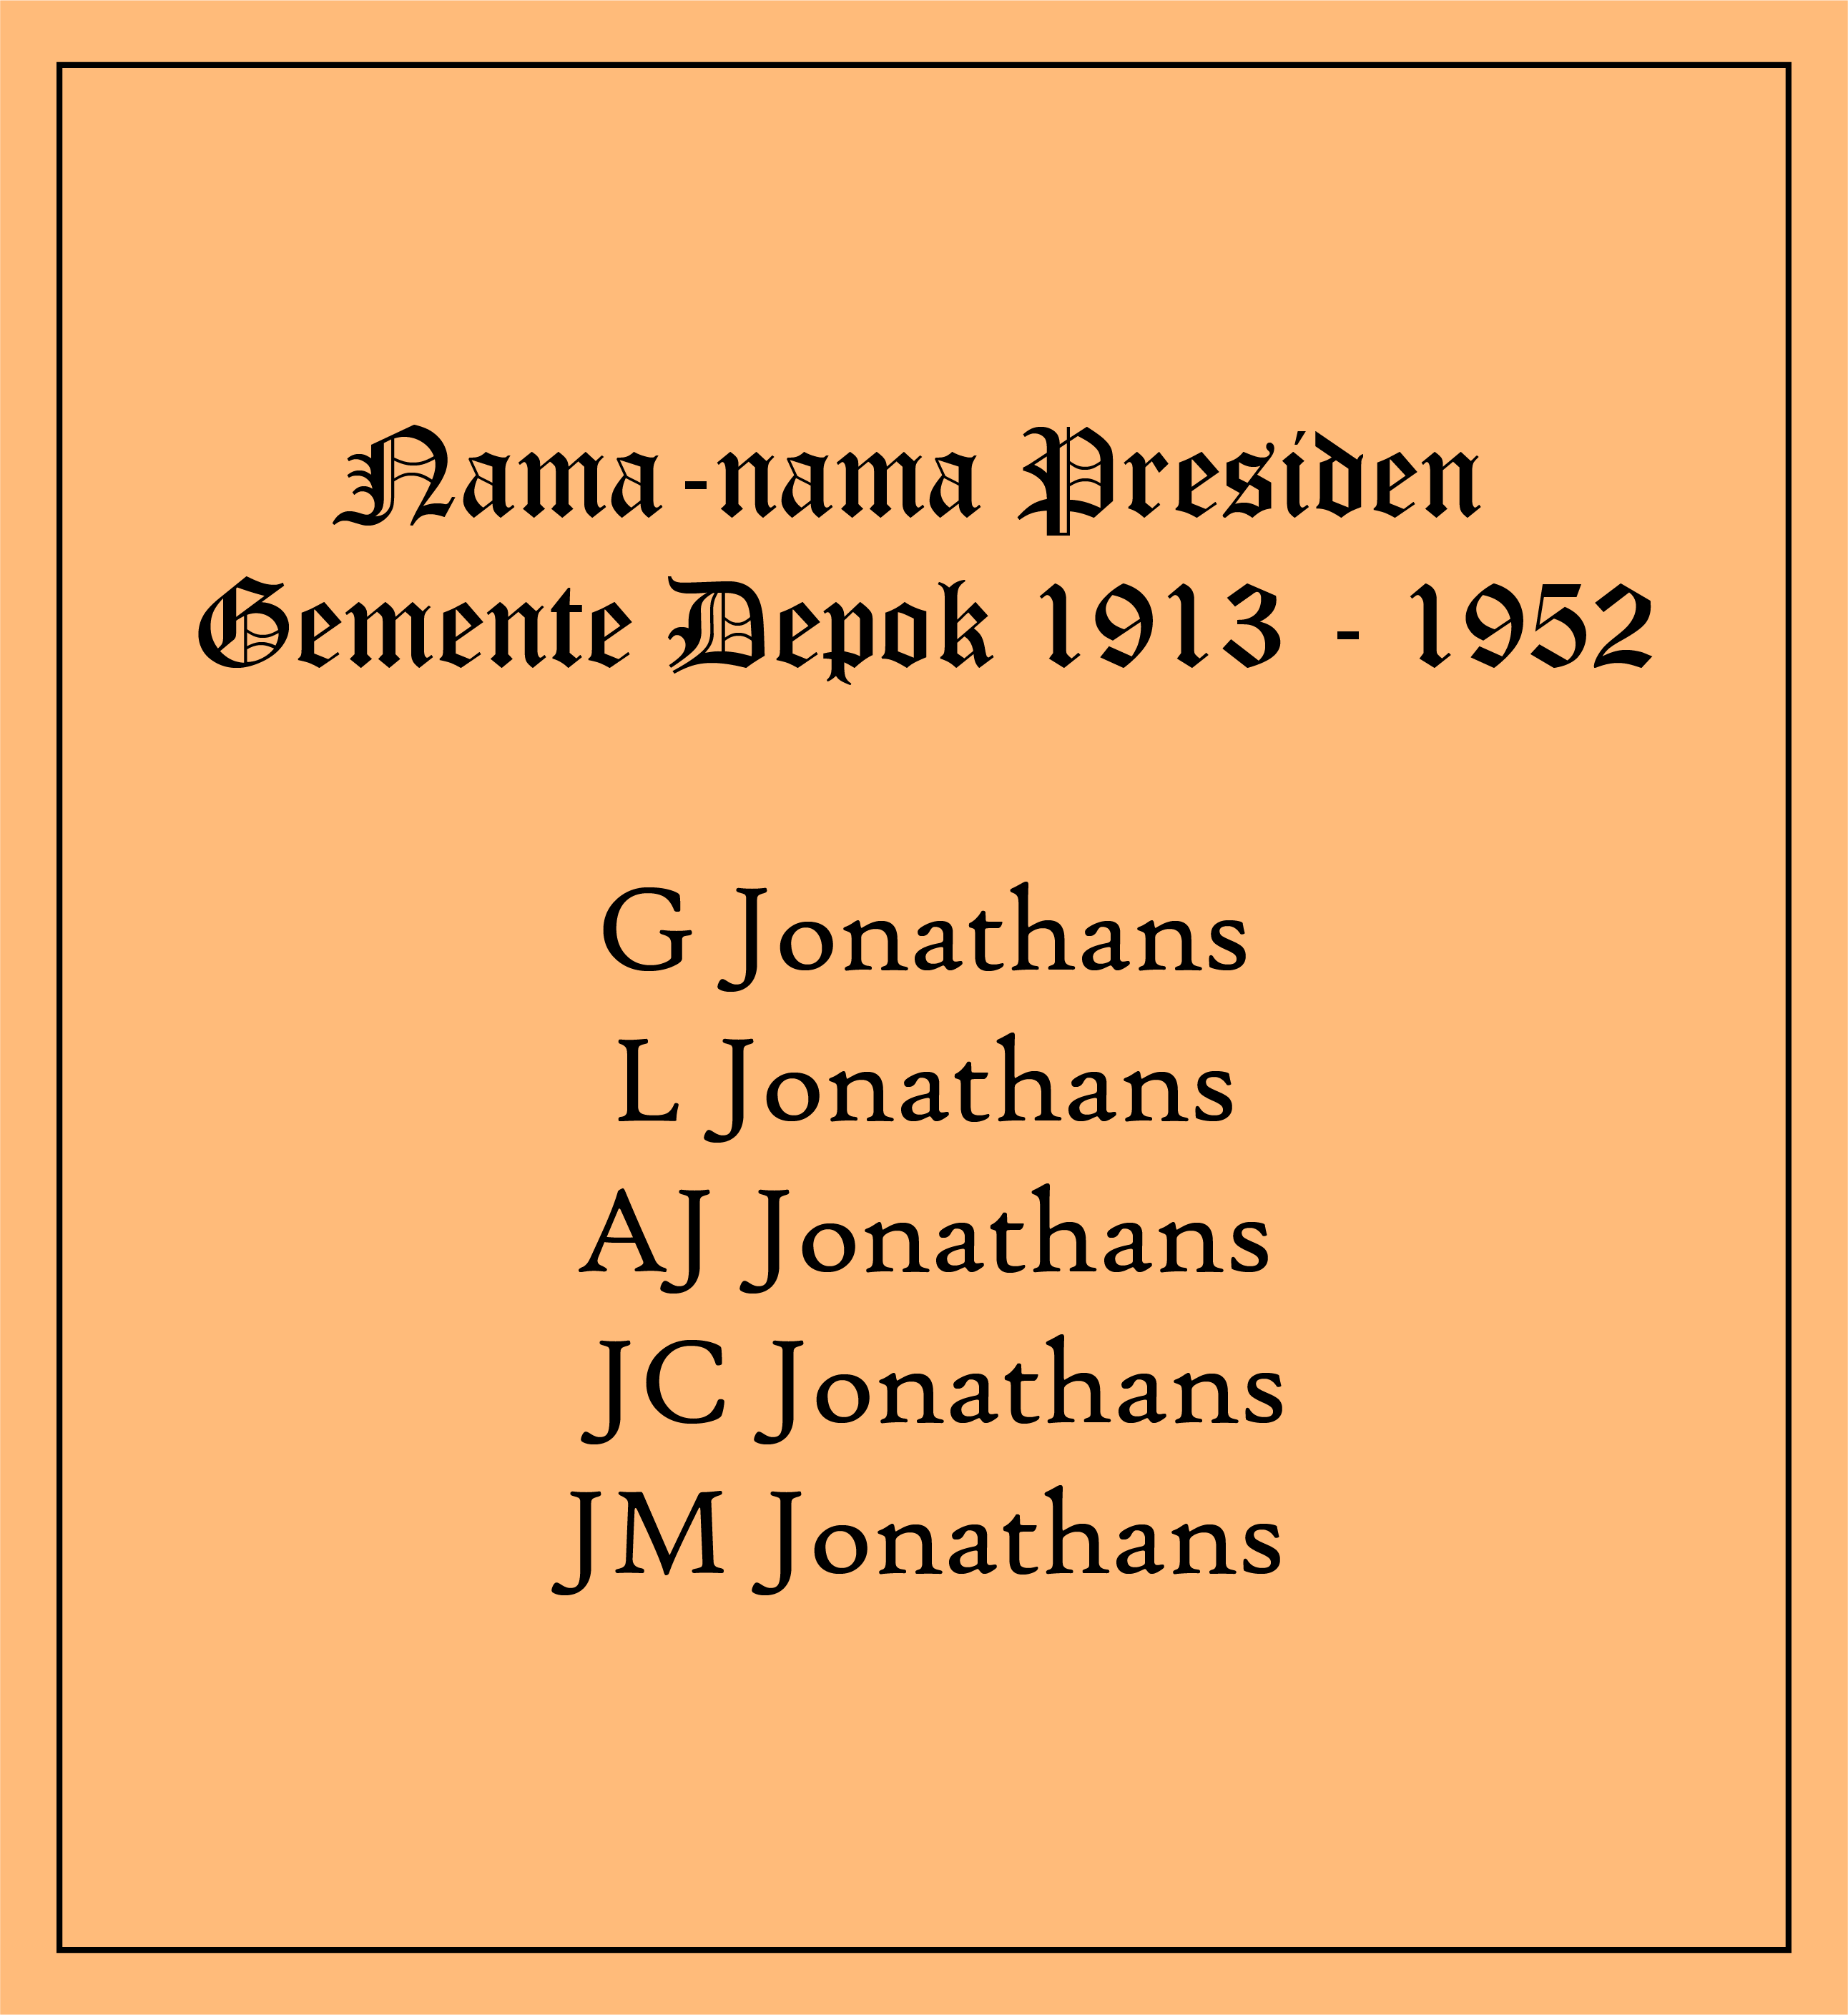 Nama-nama Presiden
Gemente Depok 1913 - 1952
G Jonathans
L Jonathans
AJ Jonathans
JC Jonathans
JM Jonathans